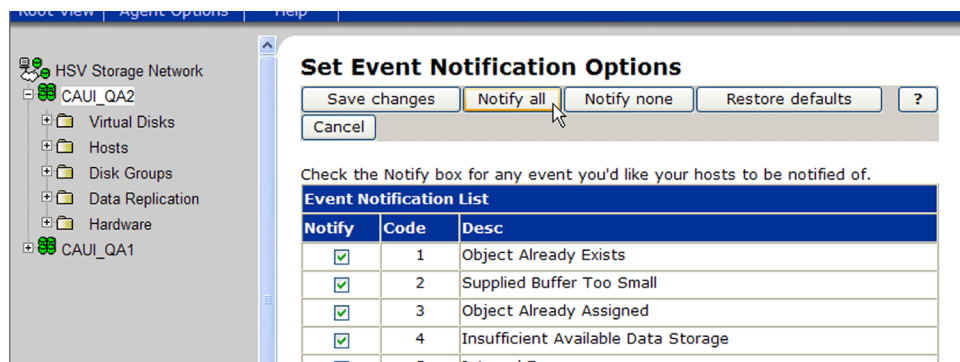 Root View | Agent Options | Help |
HSV Storage Network
CAUI_QA2
Virtual Disks
Hosts
Disk Groups
Data Replication
Hardware
CAUI_QA1
Set Event Notification Options
Save changes Notify all Notify none Restore defaults ?
Cancel
Check the Notify box for any event you'd like your hosts to be notified of.
Event Notification List
Notify Code Desc
1 Object Already Exists
2 Supplied Buffer Too Small
3 Object Already Assigned
4 Insufficient Available Data Storage